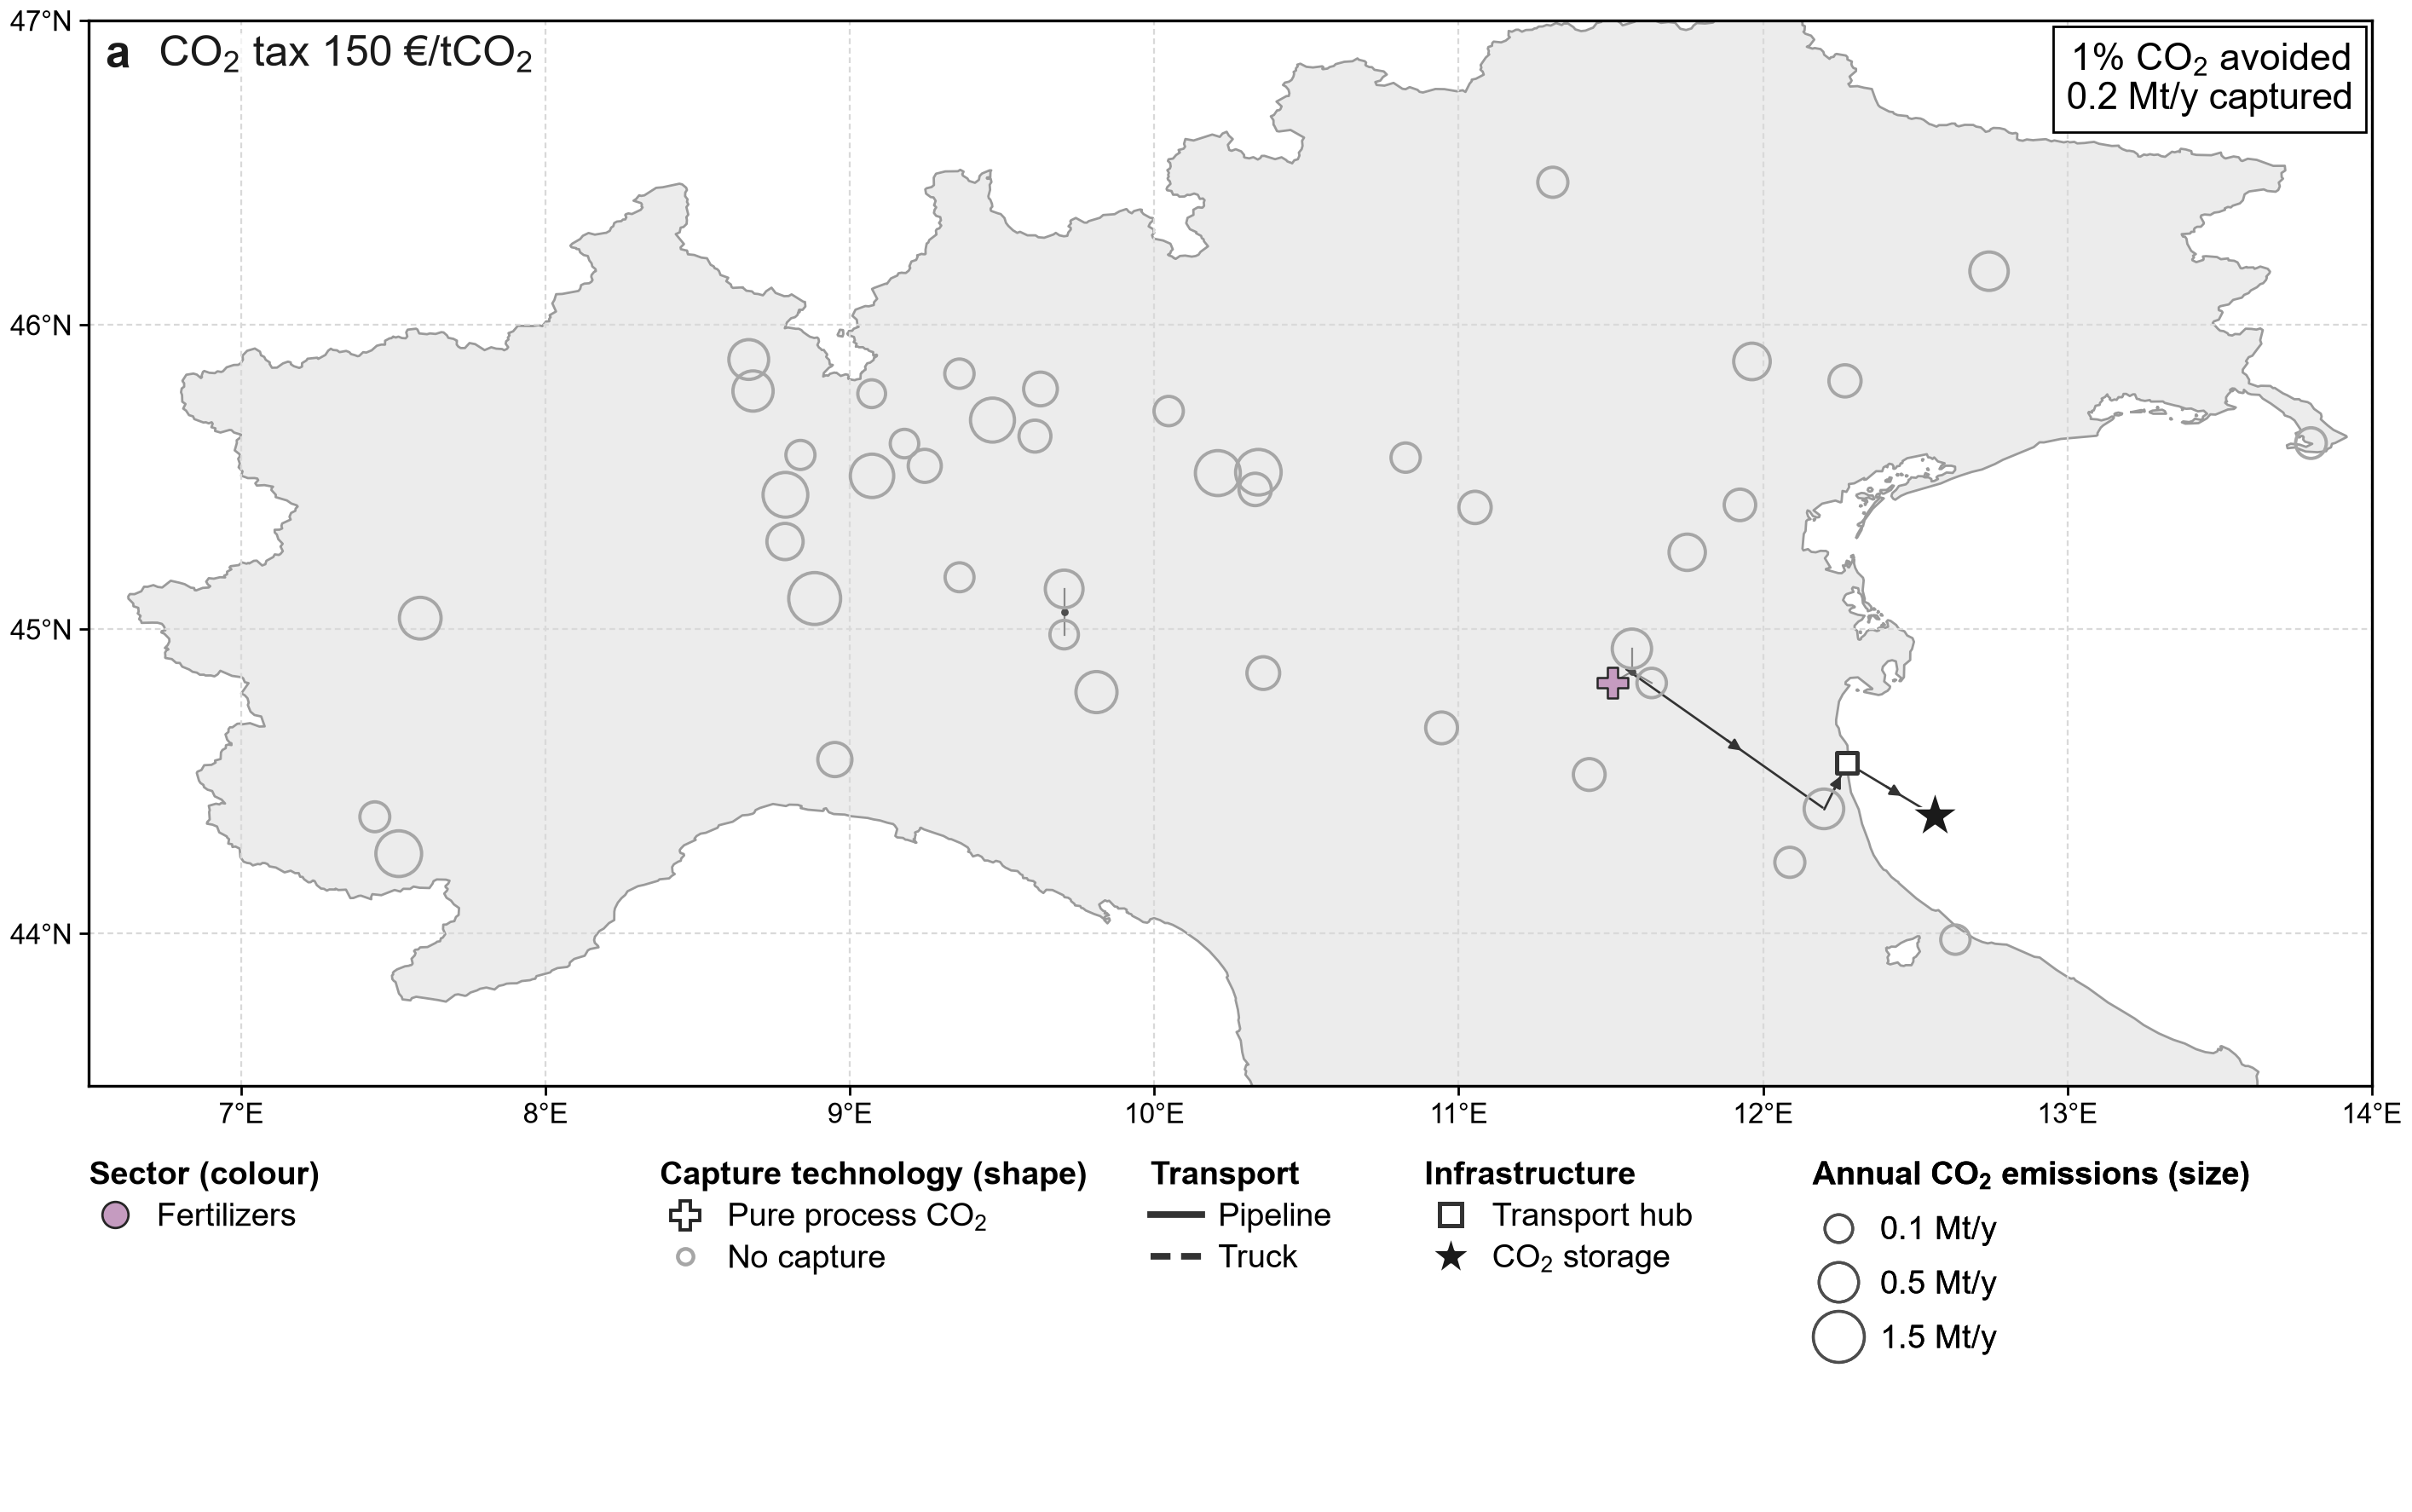 a CO₂ tax 150 €/tCO₂
1% CO₂ avoided
0.2 Mt/y captured
47°N
46°N
45°N
44°N
7°E 8°E 9°E 10°E 11°E 12°E 13°E 14°E
Sector (colour)
Fertilizers
Capture technology (shape)
Pure process CO₂
No capture
Transport
Pipeline
Truck
Infrastructure
Transport hub
CO₂ storage
Annual CO₂ emissions (size)
0.1 Mt/y
0.5 Mt/y
1.5 Mt/y